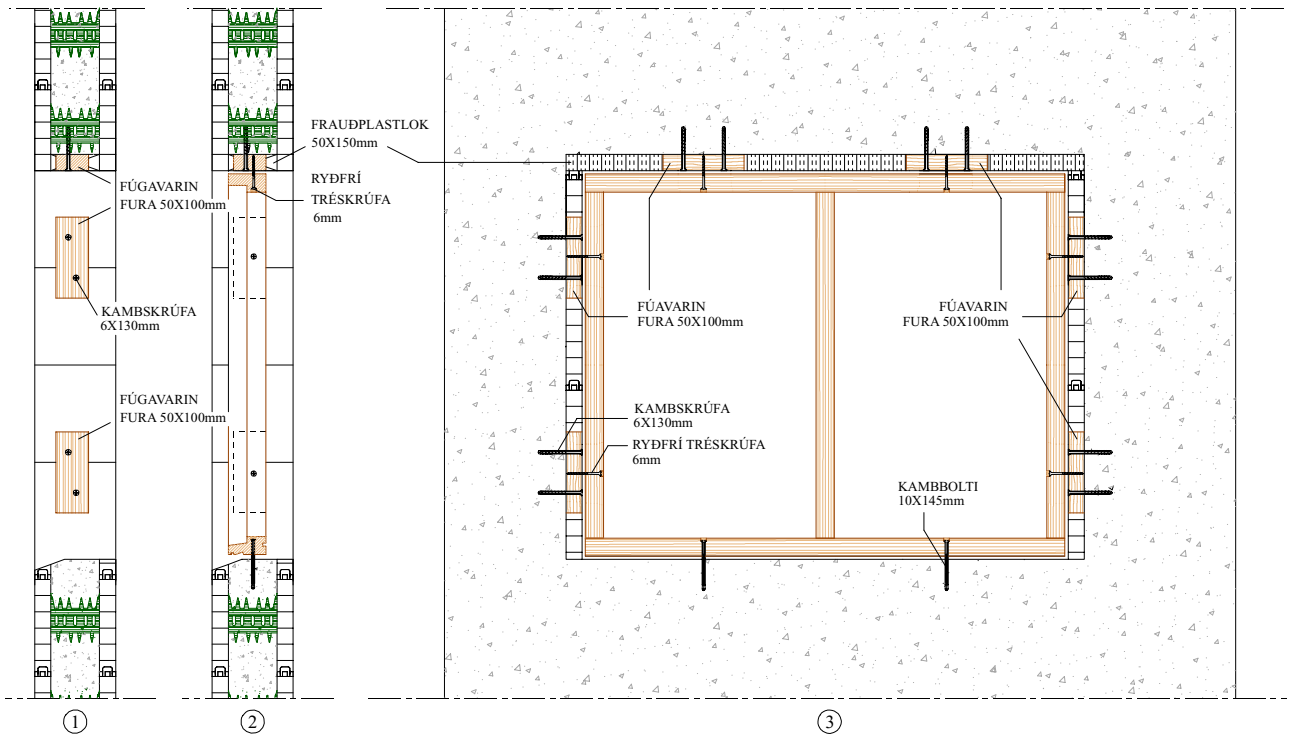 FRAUÐPLASTLOK
50X150mm
FÚGAVARIN
FURA 50X100mm
RYÐFRÍ
TRÉSKRÚFA
6mm
KAMBSKRÚFA
6X130mm
FÚGAVARIN
FURA 50X100mm
FÚAVARIN
FURA 50X100mm
FÚAVARIN
FURA 50X100mm
KAMBSKRÚFA
6X130mm
RYÐFRÍ TRÉSKRÚFA
6mm
KAMBBOLTI
10X145mm
1
2
3